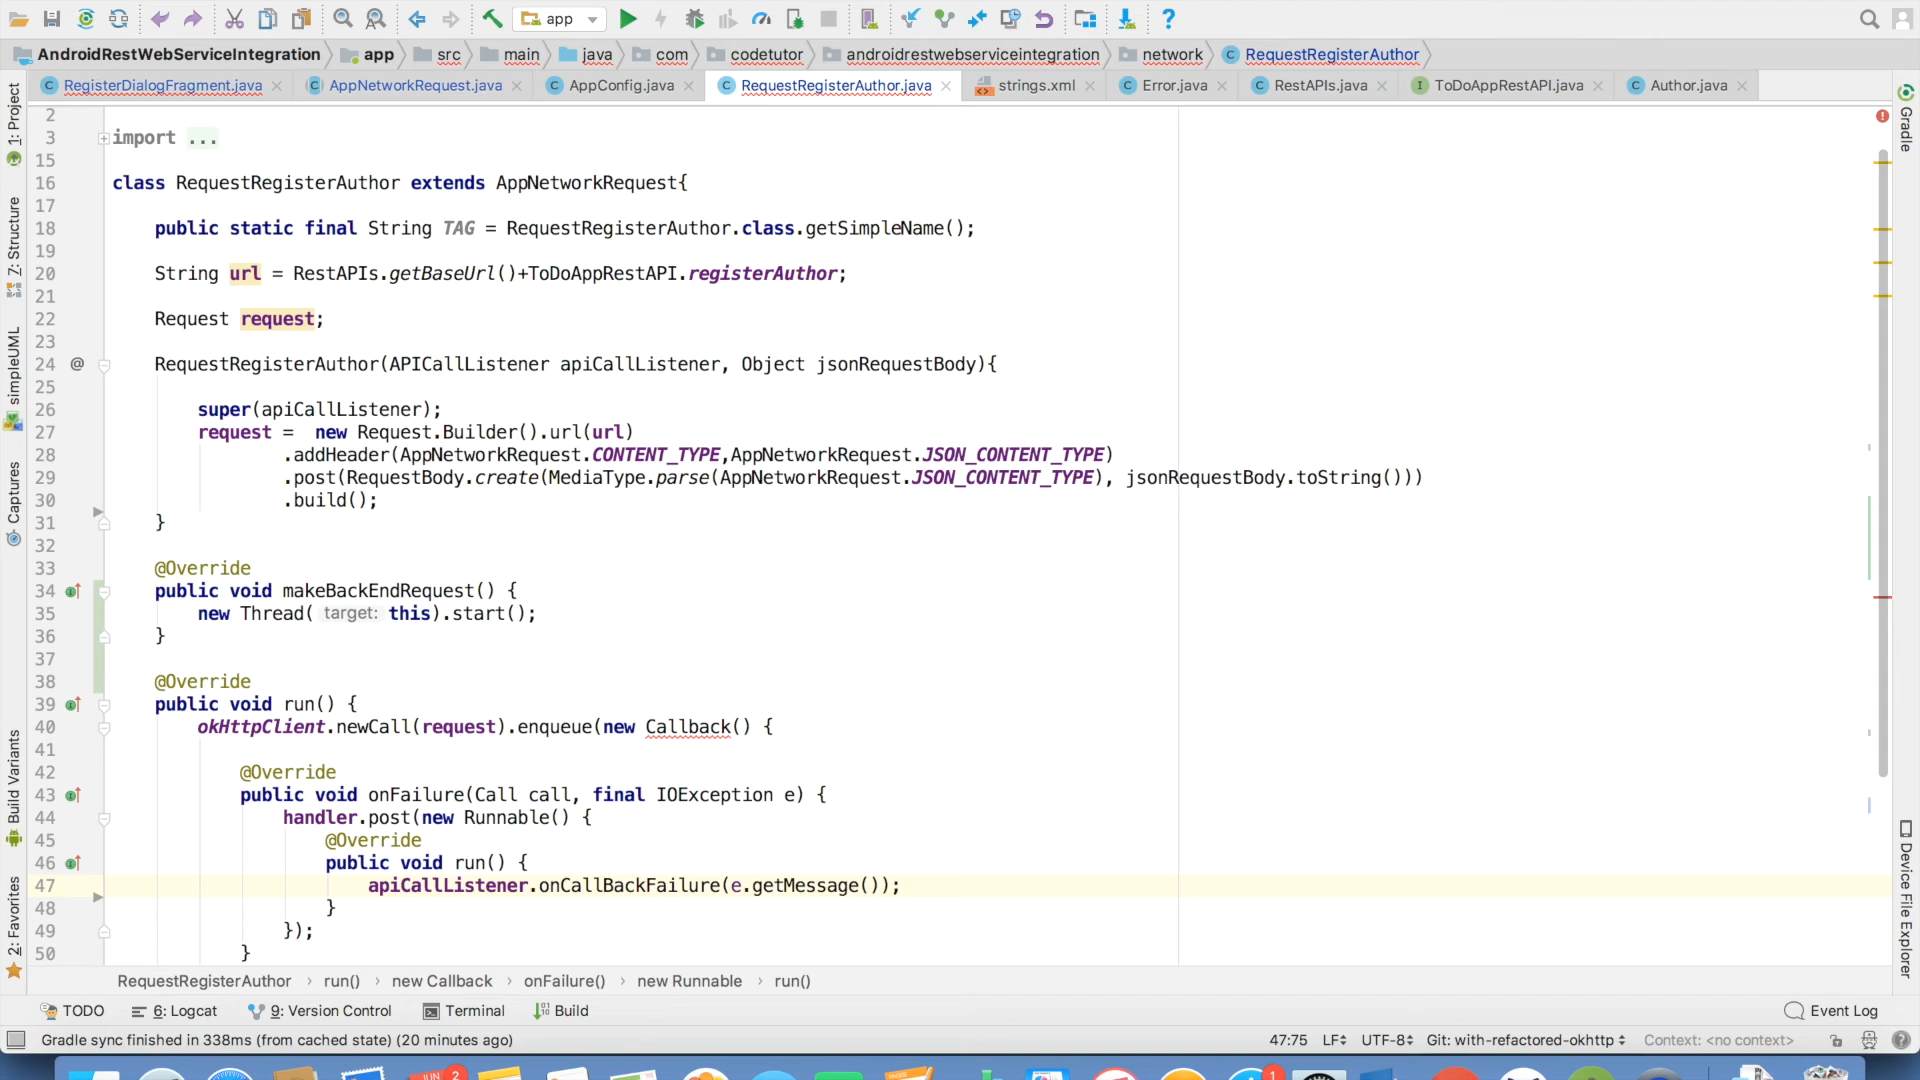 app
AndroidRestWebServiceIntegration app src main java com codetutor androidrestwebserviceintegration network RequestRegisterAuthor
RegisterDialogFragment.java AppNetworkRequest.java AppConfig.java RequestRegisterAuthor.java strings.xml Error.java RestAPIs.java ToDoAppRestAPI.java Author.java
1: Project
Z: Structure
simpleUML
Captures
Build Variants
2: Favorites
Gradle
Device File Explorer
2
3 import ...
15
16 class RequestRegisterAuthor extends AppNetworkRequest{
17
18 public static final String TAG = RequestRegisterAuthor.class.getSimpleName();
19
20 String url = RestAPIs.getBaseUrl()+ToDoAppRestAPI.registerAuthor;
21
22 Request request;
23
24 @ RequestRegisterAuthor(APICallListener apiCallListener, Object jsonRequestBody){
25
26 super(apiCallListener);
27 request =  new Request.Builder().url(url)
28 .addHeader(AppNetworkRequest.CONTENT_TYPE,AppNetworkRequest.JSON_CONTENT_TYPE)
29 .post(RequestBody.create(MediaType.parse(AppNetworkRequest.JSON_CONTENT_TYPE), jsonRequestBody.toString()))
30 .build();
31 }
32
33 @Override
34 public void makeBackEndRequest() {
35 new Thread( target: this).start();
36 }
37
38 @Override
39 public void run() {
40 okHttpClient.newCall(request).enqueue(new Callback() {
41
42 @Override
43 public void onFailure(Call call, final IOException e) {
44 handler.post(new Runnable() {
45 @Override
46 public void run() {
47 apiCallListener.onCallBackFailure(e.getMessage());
48 }
49 });
50 }
RequestRegisterAuthor › run() › new Callback › onFailure() › new Runnable › run()
TODO 6: Logcat 9: Version Control Terminal Build Event Log
Gradle sync finished in 338ms (from cached state) (20 minutes ago) 47:75 LF UTF-8 Git: with-refactored-okhttp Context: <no context>
JUN 2 PAGES 1